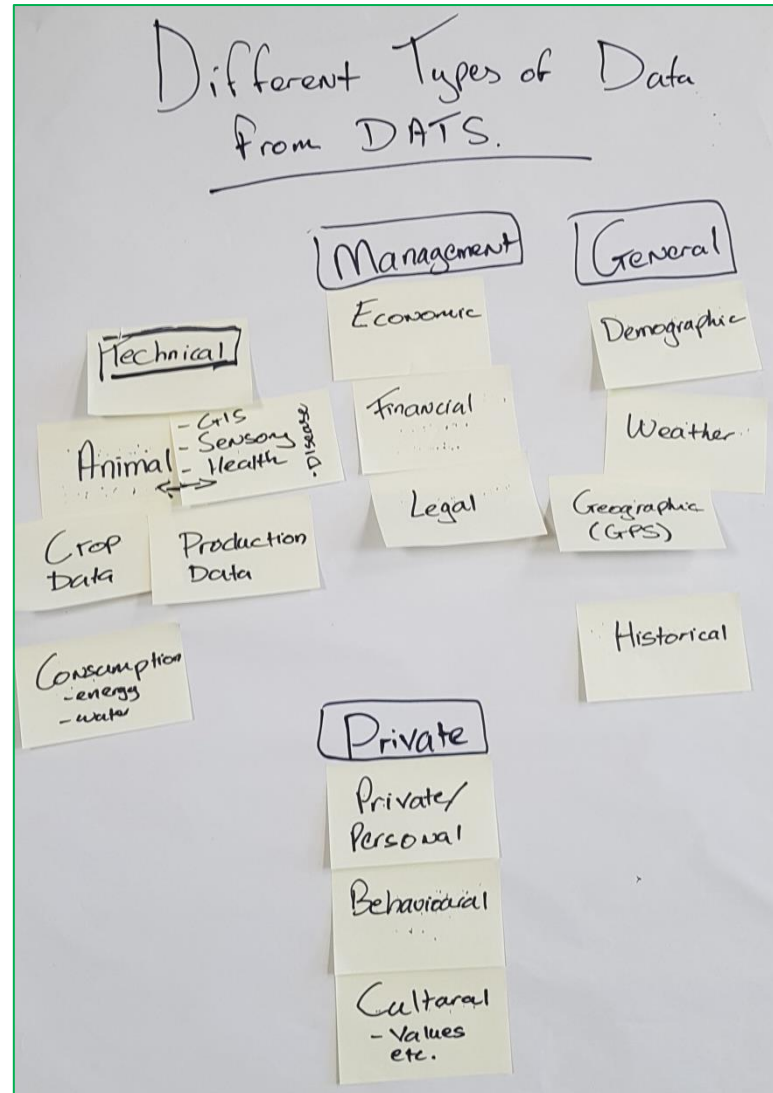 Different Types of Data
from DATS.
Technical
Animal
- GIS
- Sensory
- Health
- Disease
Crop
Data
Production
Data
Consumption
- energy
- water
Management
Economic
Financial
Legal
General
Demographic
Weather
Geographic
(GPS)
Historical
Private
Private/
Personal
Behavioural
Cultural
- Values
etc.